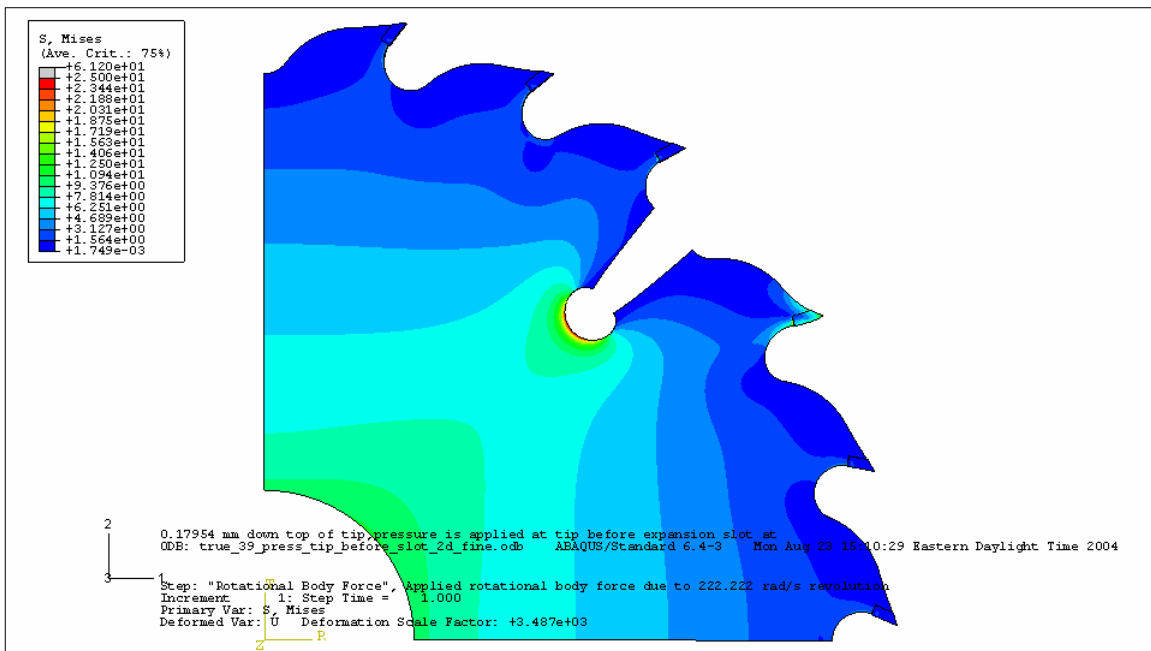 S, Mises
(Ave. Crit.: 75%)
+6.120e+01
+2.500e+01
+2.344e+01
+2.188e+01
+2.031e+01
+1.875e+01
+1.719e+01
+1.563e+01
+1.406e+01
+1.250e+01
+1.094e+01
+9.376e+00
+7.814e+00
+6.251e+00
+4.689e+00
+3.127e+00
+1.564e+00
+1.749e-03
2
3
1
0.17954 mm down top of tip,pressure is applied at tip before expansion slot at
ODB: true_39_press_tip_before_slot_2d_fine.odb ABAQUS/Standard 6.4-3 Mon Aug 23 15:10:29 Eastern Daylight Time 2004
Step: "Rotational Body Force", Applied rotational body force due to 222.222 rad/s revolution
Increment 1: Step Time = 1.000
Primary Var: S, Mises
Deformed Var: U Deformation Scale Factor: +3.487e+03
T
Z
R